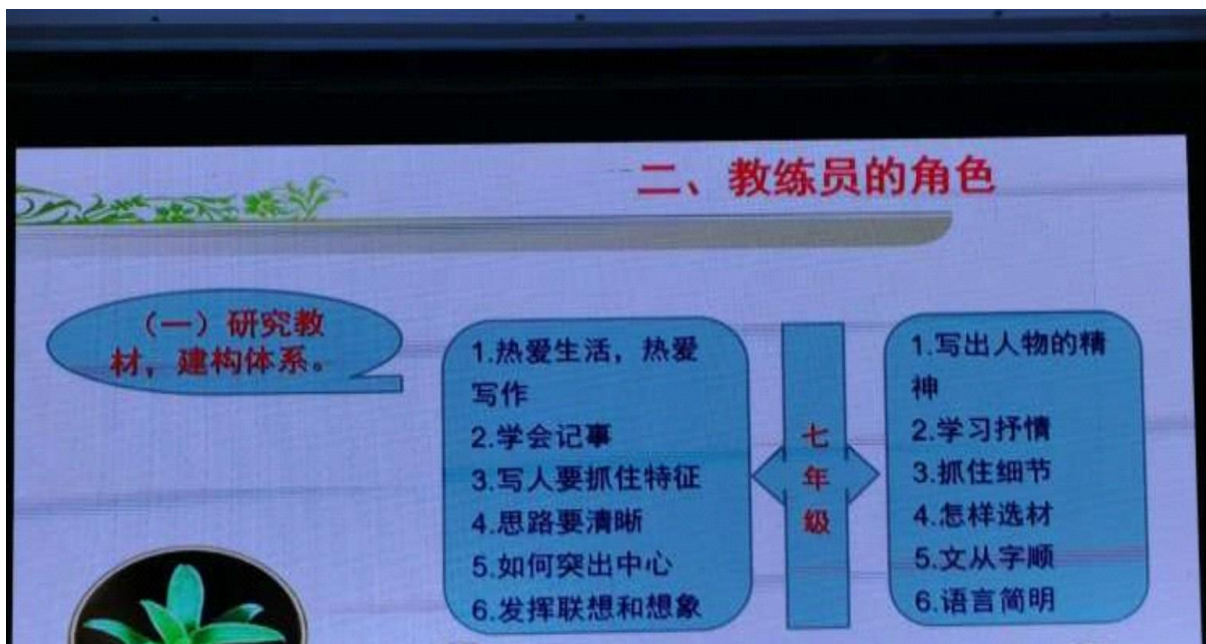 二、教练员的角色
（一）研究教
材，建构体系。
1.热爱生活，热爱
写作
2.学会记事
3.写人要抓住特征
4.思路要清晰
5.如何突出中心
6.发挥联想和想象
七
年
级
1.写出人物的精
神
2.学习抒情
3.抓住细节
4.怎样选材
5.文从字顺
6.语言简明